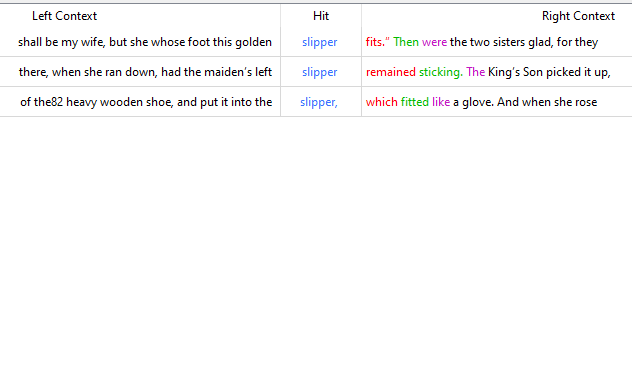 Left Context Hit Right Context
shall be my wife, but she whose foot this golden slipper fits.” Then were the two sisters glad, for they
there, when she ran down, had the maiden’s left slipper remained sticking. The King’s Son picked it up,
of the82 heavy wooden shoe, and put it into the slipper, which fitted like a glove. And when she rose